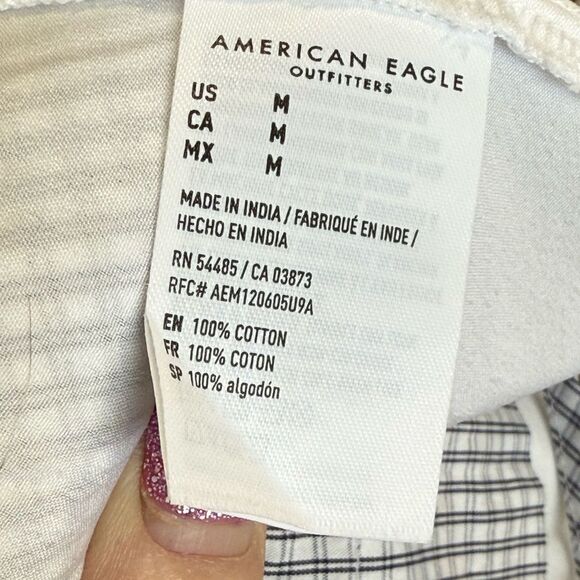 AMERICAN EAGLE
OUTFITTERS
US M
CA M
MX M
MADE IN INDIA / FABRIQUÉ EN INDE /
HECHO EN INDIA
RN 54485 / CA 03873
RFC# AEM120605U9A
EN 100% COTTON
FR 100% COTON
SP 100% algodón